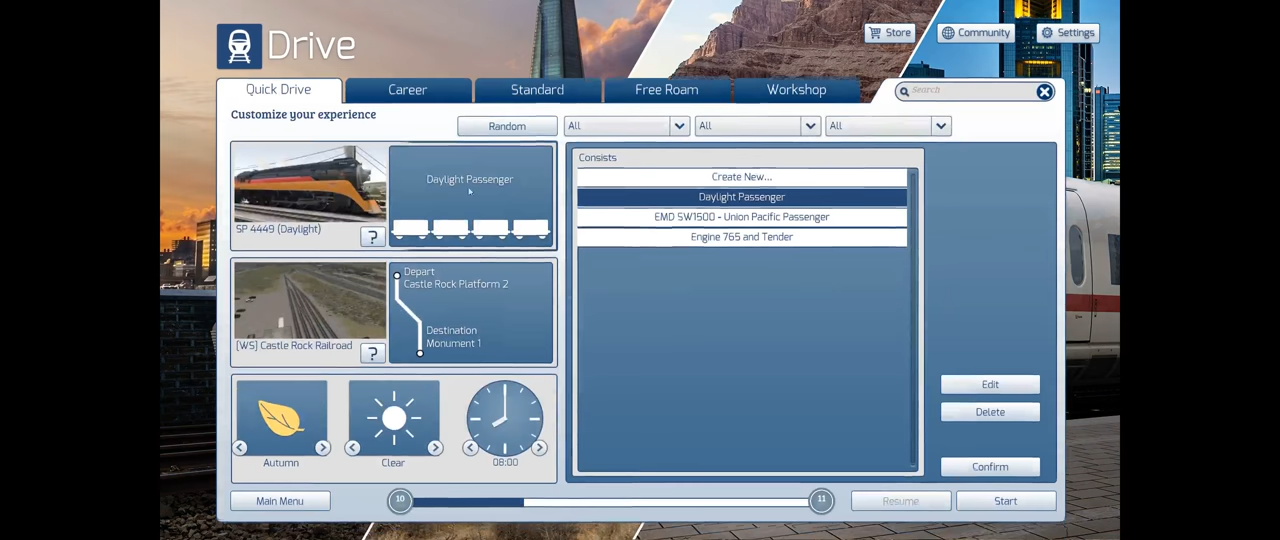 Drive
Store
Community
Settings
Quick Drive
Career
Standard
Free Roam
Workshop
Search
Customize your experience
Random
All
All
All
Daylight Passenger
SP 4449 (Daylight)
?
Consists
Create New...
Daylight Passenger
EMD SW1500 - Union Pacific Passenger
Engine 765 and Tender
Depart
Castle Rock Platform 2
Destination
Monument 1
[WS] Castle Rock Railroad
?
Autumn
Clear
08:00
Edit
Delete
Confirm
Main Menu
10
11
Resume
Start